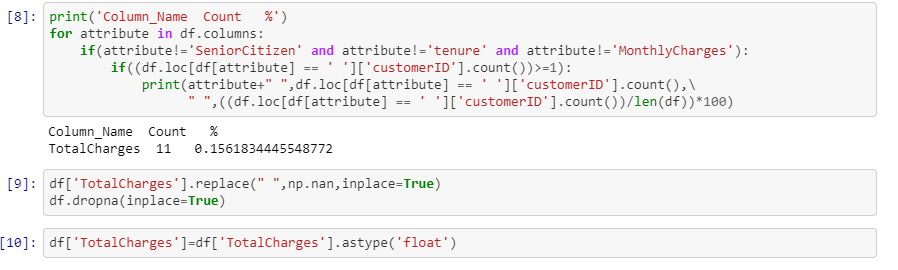 [8]: print('Column_Name  Count   %')
for attribute in df.columns:
    if(attribute!='SeniorCitizen' and attribute!='tenure' and attribute!='MonthlyCharges'):
        if((df.loc[df[attribute] == ' ']['customerID'].count())>=1):
            print(attribute+" ",df.loc[df[attribute] == ' ']['customerID'].count(),\
                  " ",((df.loc[df[attribute] == ' ']['customerID'].count())/len(df))*100)
Column_Name  Count   %
TotalCharges  11   0.1561834445548772
[9]: df['TotalCharges'].replace(" ",np.nan,inplace=True)
df.dropna(inplace=True)
[10]: df['TotalCharges']=df['TotalCharges'].astype('float')